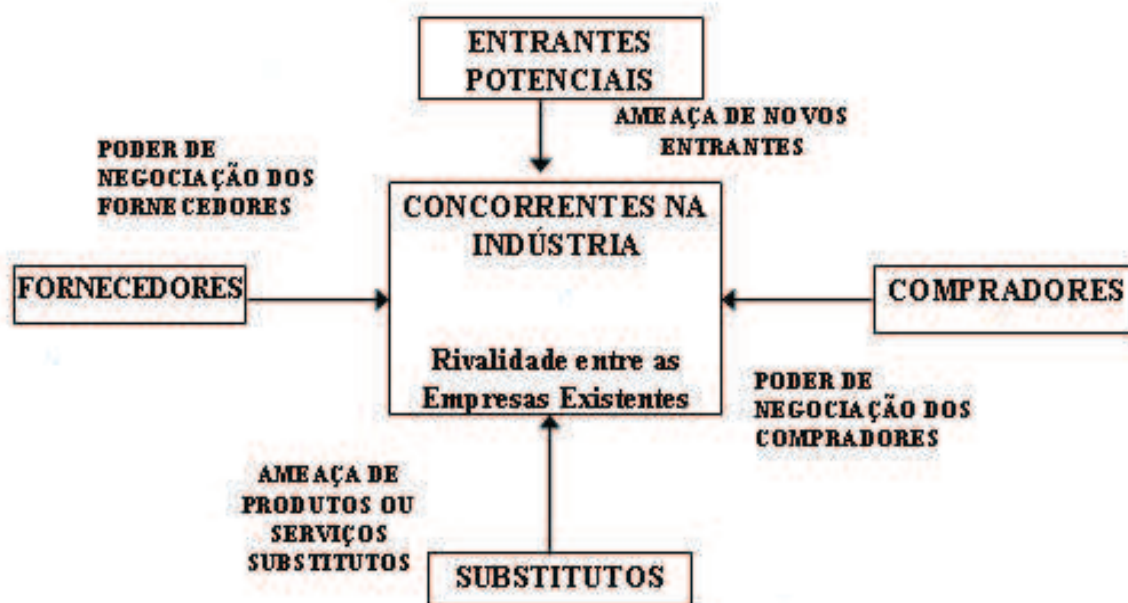 ENTRANTES
POTENCIAIS
AMEAÇA DE NOVOS
ENTRANTES
PODER DE
NEGOCIAÇÃO DOS
FORNECEDORES
CONCORRENTES NA
INDÚSTRIA
FORNECEDORES
COMPRADORES
Rivalidade entre as
Empresas Existentes
PODER DE
NEGOCIAÇÃO DOS
COMPRADORES
AMEAÇA DE
PRODUTOS OU
SERVIÇOS
SUBSTITUTOS
SUBSTITUTOS